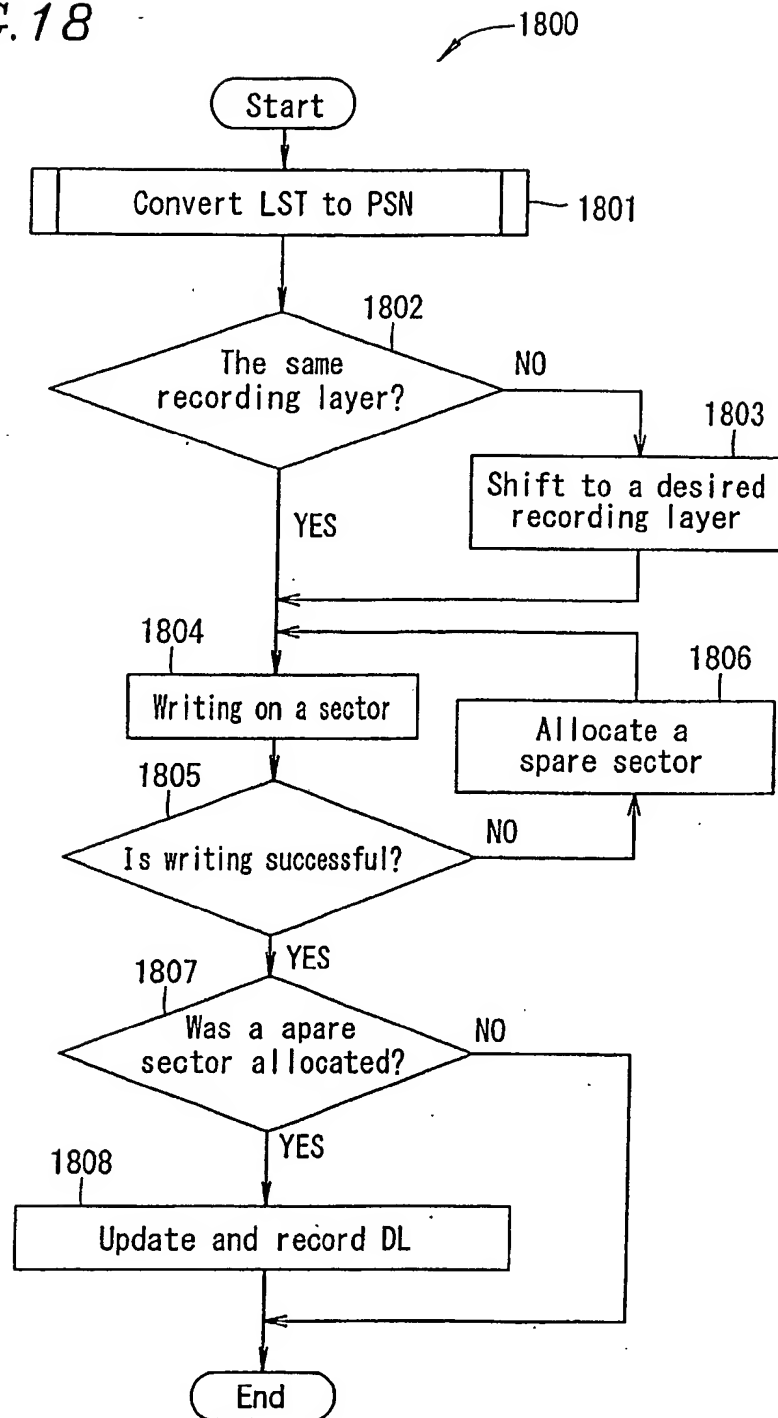 G.18
1800
Start
Convert LST to PSN
1801
1802
The same
recording layer?
NO
1803
Shift to a desired
recording layer
YES
1804
Writing on a sector
1806
Allocate a
spare sector
1805
Is writing successful?
NO
YES
1807
Was a apare
sector allocated?
NO
YES
1808
Update and record DL
End